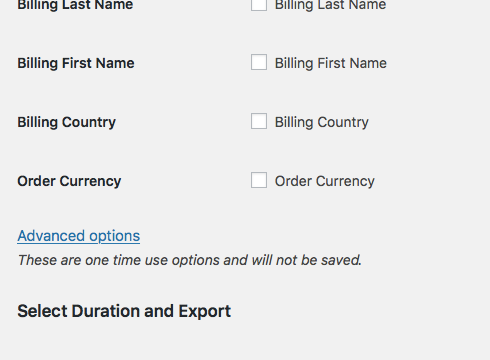 Billing Last Name Billing Last Name
Billing First Name Billing First Name
Billing Country Billing Country
Order Currency Order Currency
Advanced options
These are one time use options and will not be saved.
Select Duration and Export